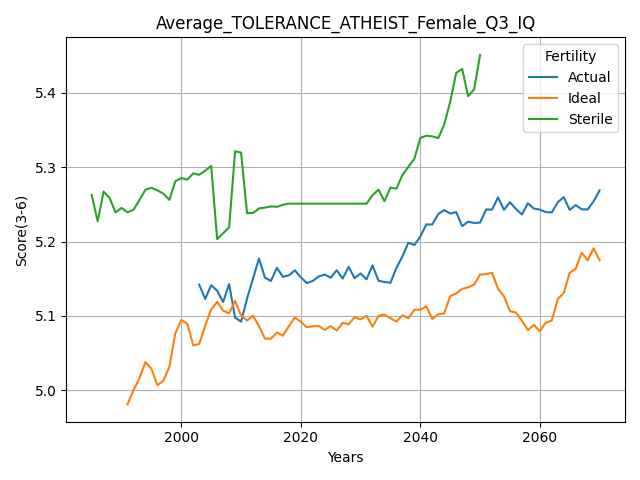 Average_TOLERANCE_ATHEIST_Female_Q3_IQ
Fertility
Actual
Ideal
Sterile
Score(3-6)
5.4
5.3
5.2
5.1
5.0
2000
2020
2040
2060
Years